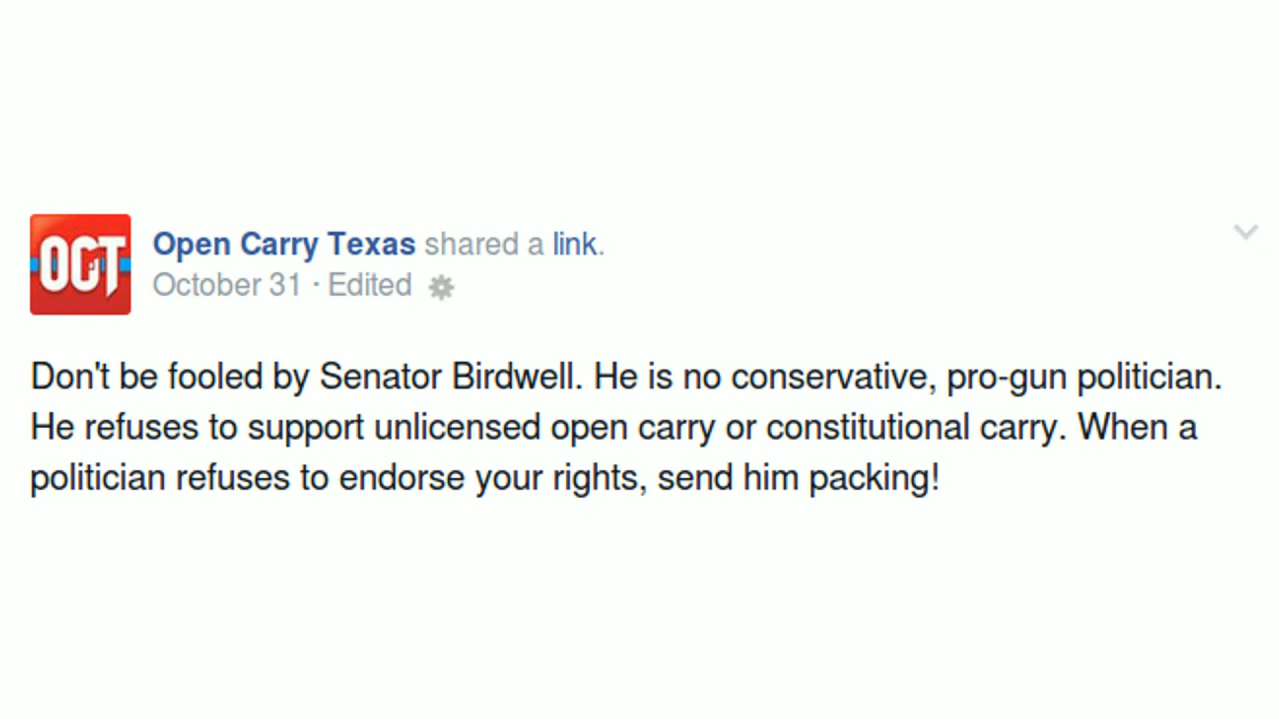 OCT
Open Carry Texas shared a link.
October 31 · Edited
Don't be fooled by Senator Birdwell. He is no conservative, pro-gun politician.
He refuses to support unlicensed open carry or constitutional carry. When a
politician refuses to endorse your rights, send him packing!